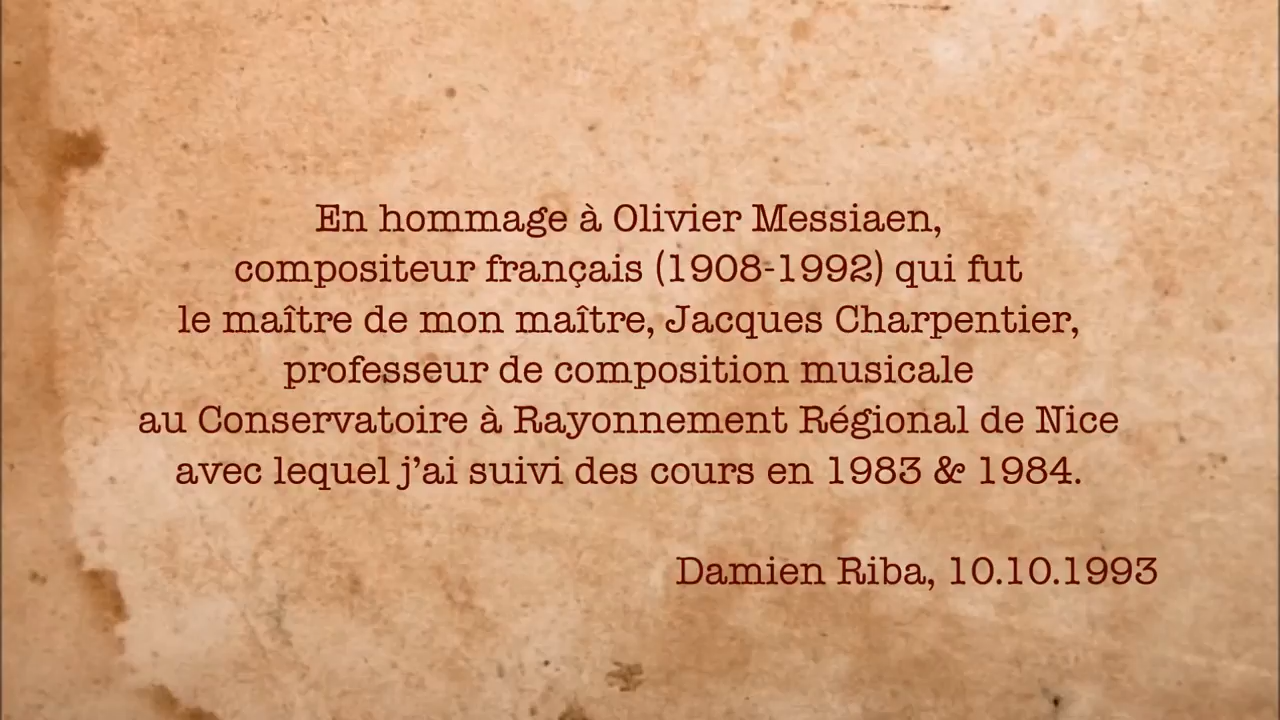 En hommage à Olivier Messiaen,
compositeur français (1908-1992) qui fut
le maître de mon maître, Jacques Charpentier,
professeur de composition musicale
au Conservatoire à Rayonnement Régional de Nice
avec lequel j’ai suivi des cours en 1983 & 1984.
Damien Riba, 10.10.1993